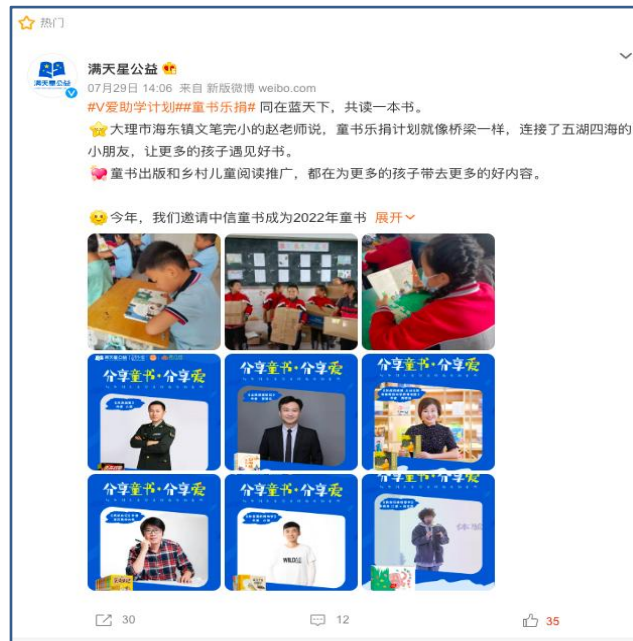 热门
满天星公益
满天星公益
07月29日 14:06 来自 新版微博 weibo.com
#V爱助学计划##童书乐捐# 同在蓝天下，共读一本书。
大理市海东镇文笔完小的赵老师说，童书乐捐计划就像桥梁一样，连接了五湖四海的
小朋友，让更多的孩子遇见好书。
童书出版和乡村儿童阅读推广，都在为更多的孩子带去更多的好内容。
今年，我们邀请中信童书成为2022年童书 展开
分享童书·分享爱
分享童书·分享爱
分享童书·分享爱
分享童书·分享爱
分享童书·分享爱
分享童书·分享爱
30
12
35